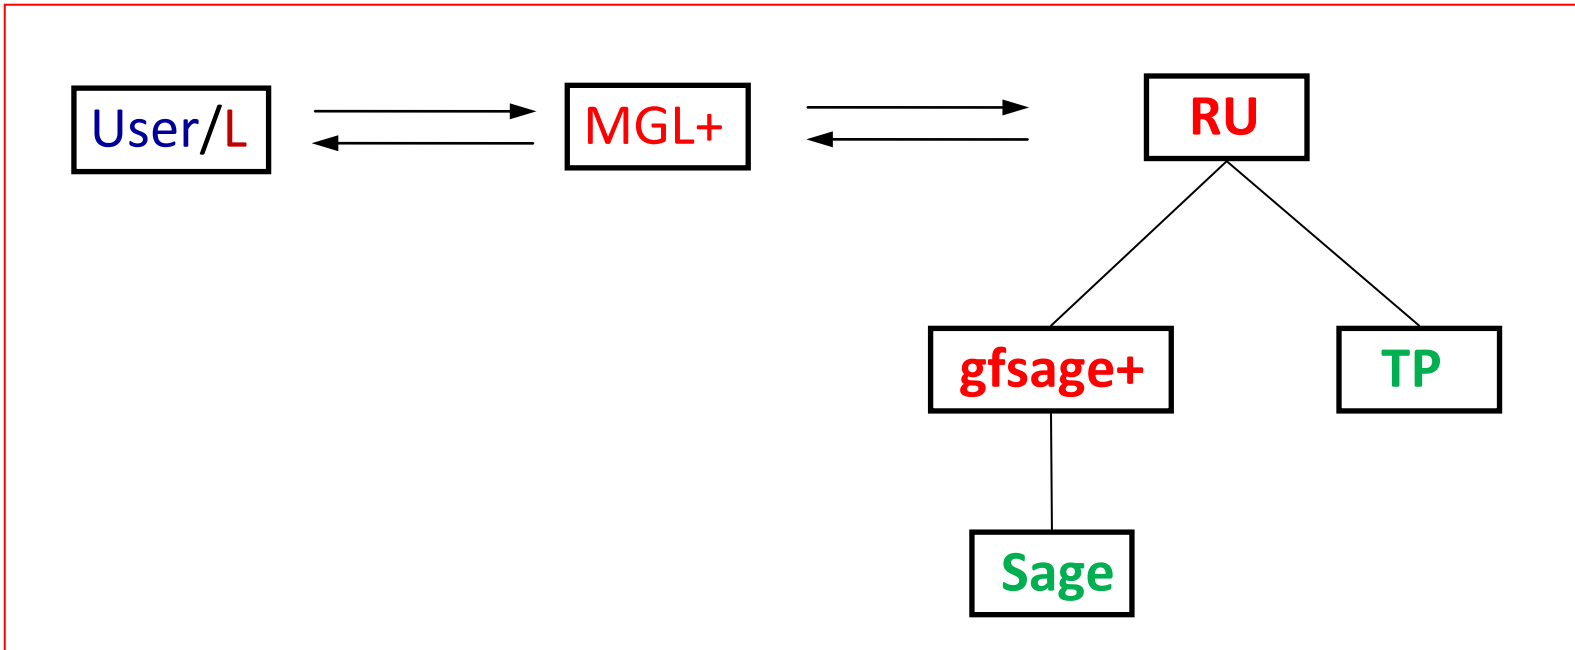 User/L
MGL+
RU
gfsage+
TP
Sage